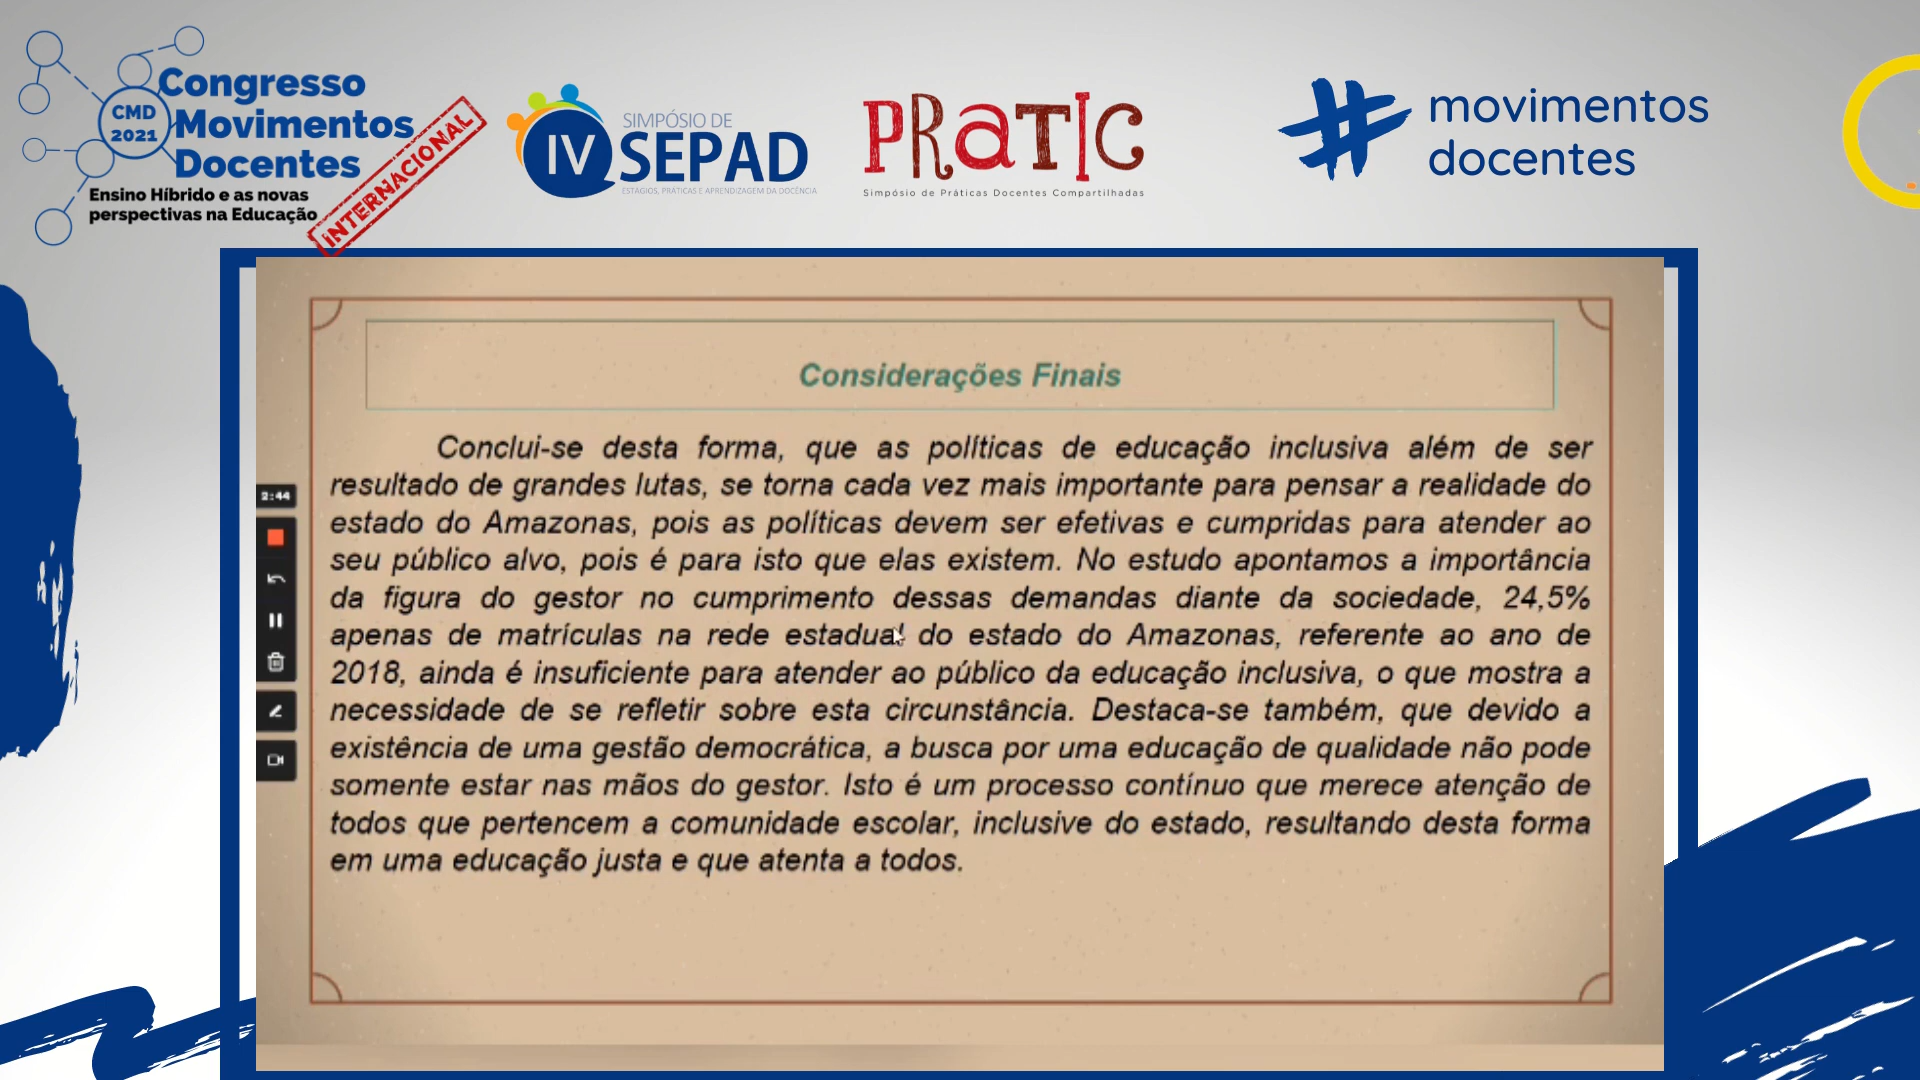 Congresso
CMD
2021
Movimentos
Docentes
INTERNACIONAL
Ensino Híbrido e as novas
perspectivas na Educação
IV
SIMPÓSIO DE
SEPAD
ESTÁGIOS, PRÁTICAS E APRENDIZAGEM DA DOCÊNCIA
PRATIC
Simpósio de Práticas Docentes Compartilhadas
# movimentos
docentes
Considerações Finais
Conclui-se desta forma, que as políticas de educação inclusiva além de ser
resultado de grandes lutas, se torna cada vez mais importante para pensar a realidade do
estado do Amazonas, pois as políticas devem ser efetivas e cumpridas para atender ao
seu público alvo, pois é para isto que elas existem. No estudo apontamos a importância
da figura do gestor no cumprimento dessas demandas diante da sociedade, 24,5%
apenas de matrículas na rede estadual do estado do Amazonas, referente ao ano de
2018, ainda é insuficiente para atender ao público da educação inclusiva, o que mostra a
necessidade de se refletir sobre esta circunstância. Destaca-se também, que devido a
existência de uma gestão democrática, a busca por uma educação de qualidade não pode
somente estar nas mãos do gestor. Isto é um processo contínuo que merece atenção de
todos que pertencem a comunidade escolar, inclusive do estado, resultando desta forma
em uma educação justa e que atenta a todos.
2:44